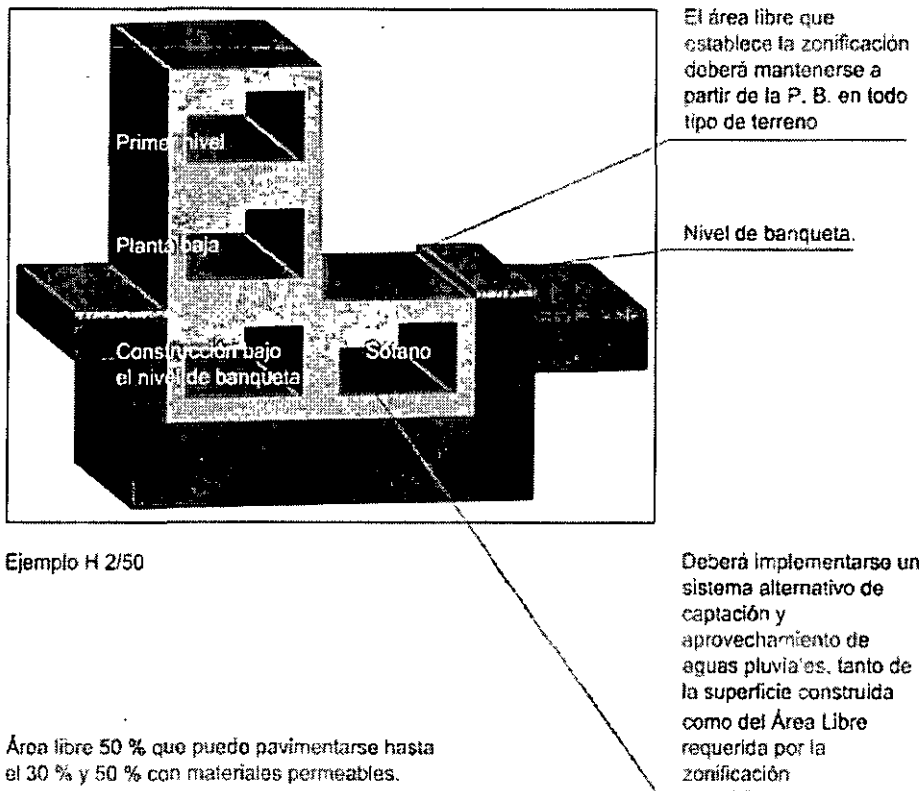 El área libre que
establece la zonificación
deberá mantenerse a
partir de la P. B. en todo
tipo de terreno
Primer nivel
Planta baja
Nivel de banqueta.
Construcción bajo
el nivel de banqueta
Sótano
Ejemplo H 2/50
Deberá implementarse un
sistema alternativo de
captación y
aprovechamiento de
aguas pluviales, tanto de
la superficie construida
como del Área Libre
requerida por la
zonificación
Área libre 50 % que puede pavimentarse hasta
el 30 % y 50 % con materiales permeables.